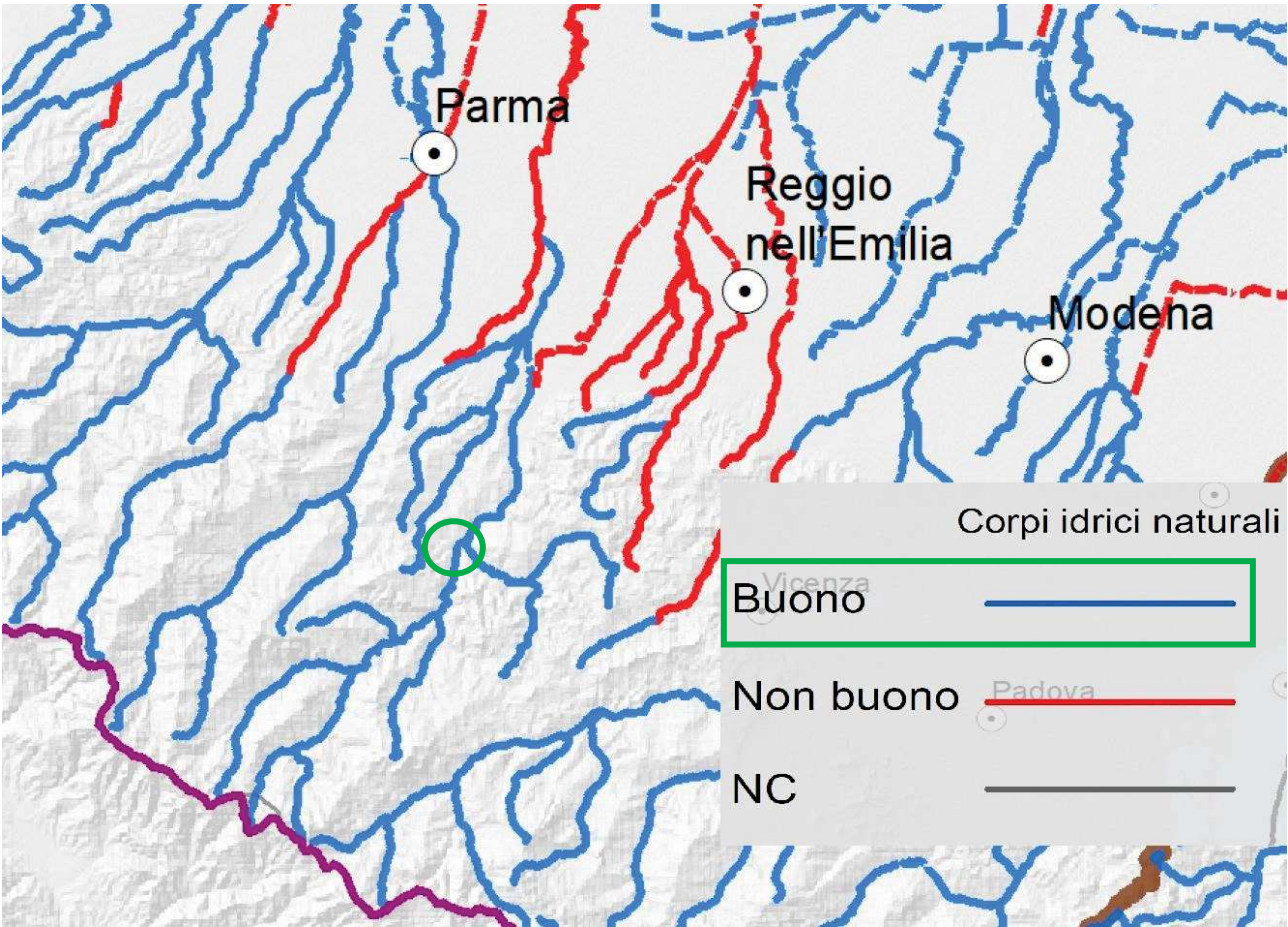 Parma
Reggio
nell'Emilia
Modena
Corpi idrici naturali
Vicenza
Buono
Padova
Non buono
NC